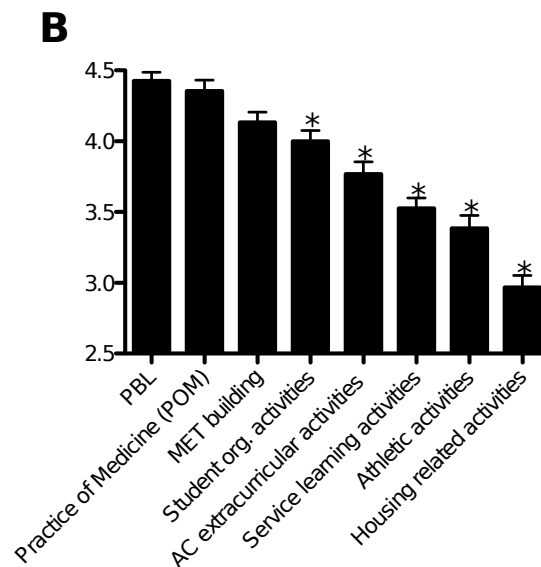 B
4.5
4.0
3.5
3.0
2.5
*
*
*
*
*
PBL
Practice of Medicine (POM)
MET building
Student org. activities
AC extracurricular activities
Service learning activities
Athletic activities
Housing related activities